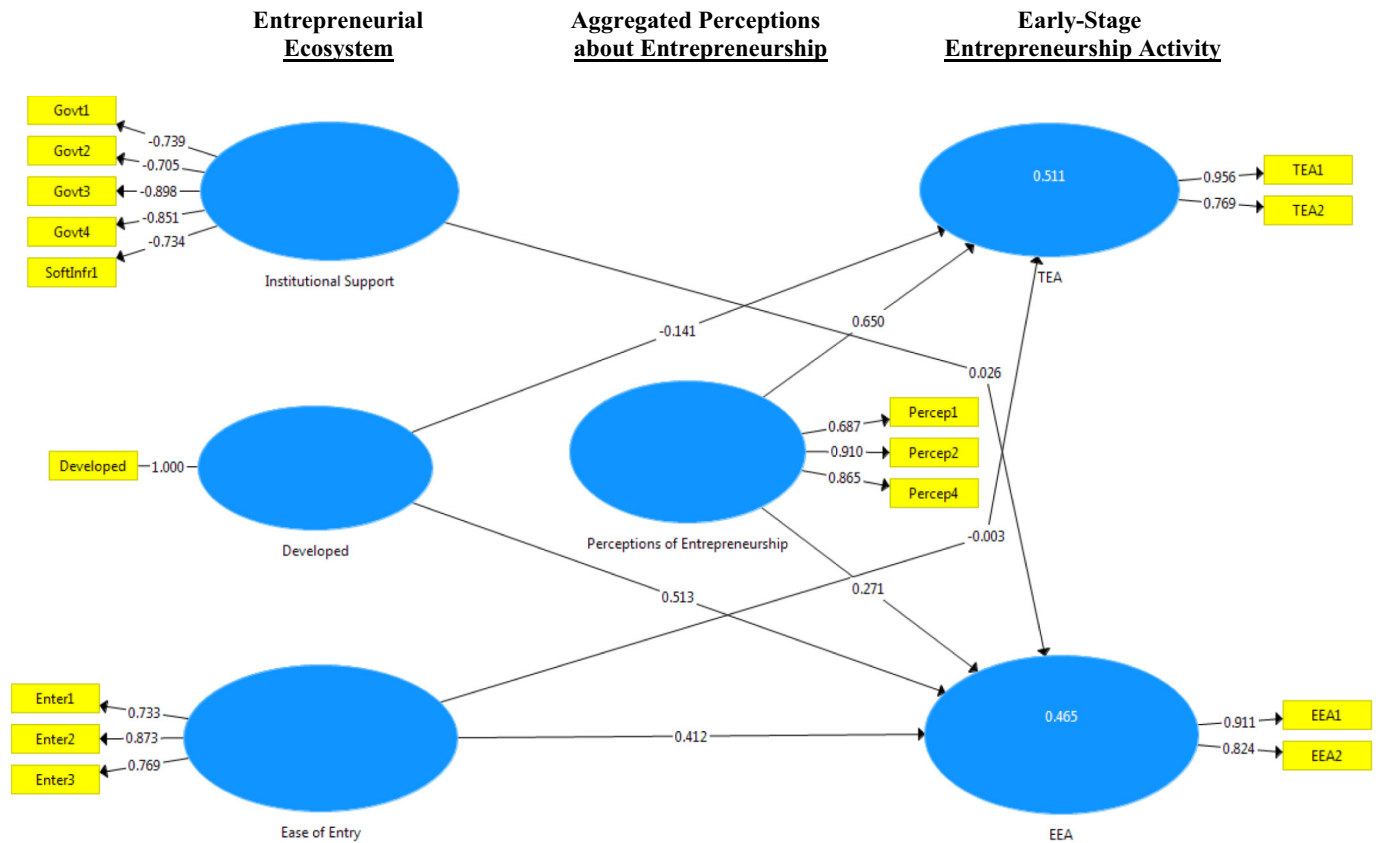 Entrepreneurial
Ecosystem
Aggregated Perceptions
about Entrepreneurship
Early-Stage
Entrepreneurship Activity
Govt1
Govt2
Govt3
Govt4
SoftInfr1
-0.739
-0.705
-0.898
-0.851
-0.734
Institutional Support
0.511
TEA
0.956
0.769
TEA1
TEA2
-0.141
0.650
0.026
Developed
1.000
Developed
Perceptions of Entrepreneurship
0.687
0.910
0.865
Percep1
Percep2
Percep4
-0.003
0.513
0.271
Enter1
Enter2
Enter3
0.733
0.873
0.769
Ease of Entry
0.412
0.465
EEA
0.911
0.824
EEA1
EEA2